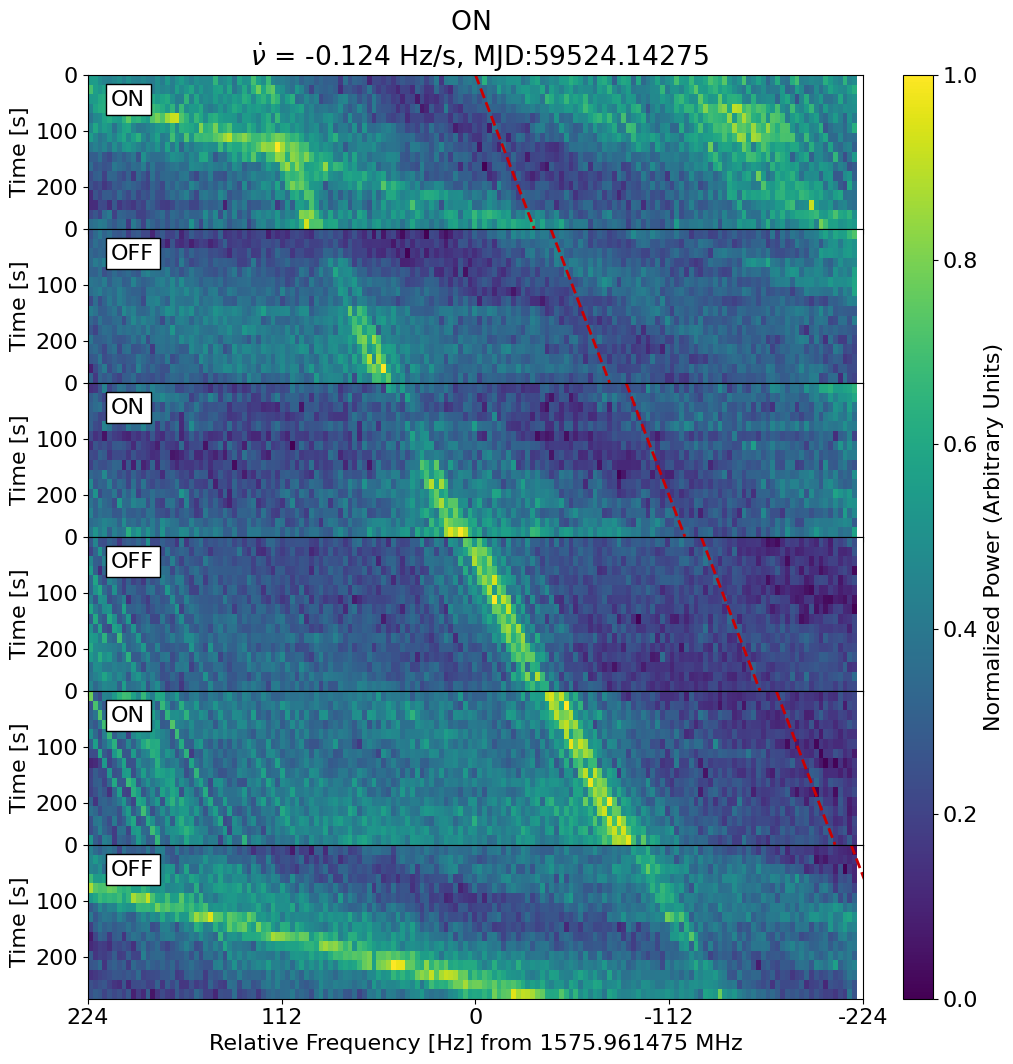 ON
ν̇ = -0.124 Hz/s, MJD:59524.14275
ON
OFF
ON
OFF
ON
OFF
Time [s]
0
100
200
Time [s]
0
100
200
Time [s]
0
100
200
Time [s]
0
100
200
Time [s]
0
100
200
Time [s]
0
100
200
224
112
0
-112
-224
Relative Frequency [Hz] from 1575.961475 MHz
1.0
0.8
0.6
0.4
0.2
0.0
Normalized Power (Arbitrary Units)